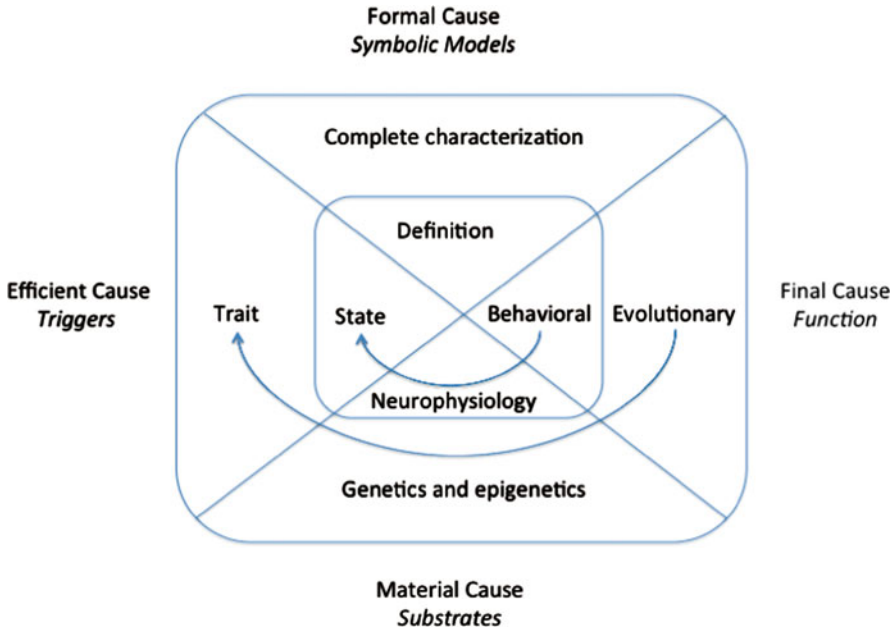 Formal Cause
Symbolic Models
Complete characterization
Definition
Efficient Cause
Triggers
Trait
State
Behavioral
Evolutionary
Final Cause
Function
Neurophysiology
Genetics and epigenetics
Material Cause
Substrates